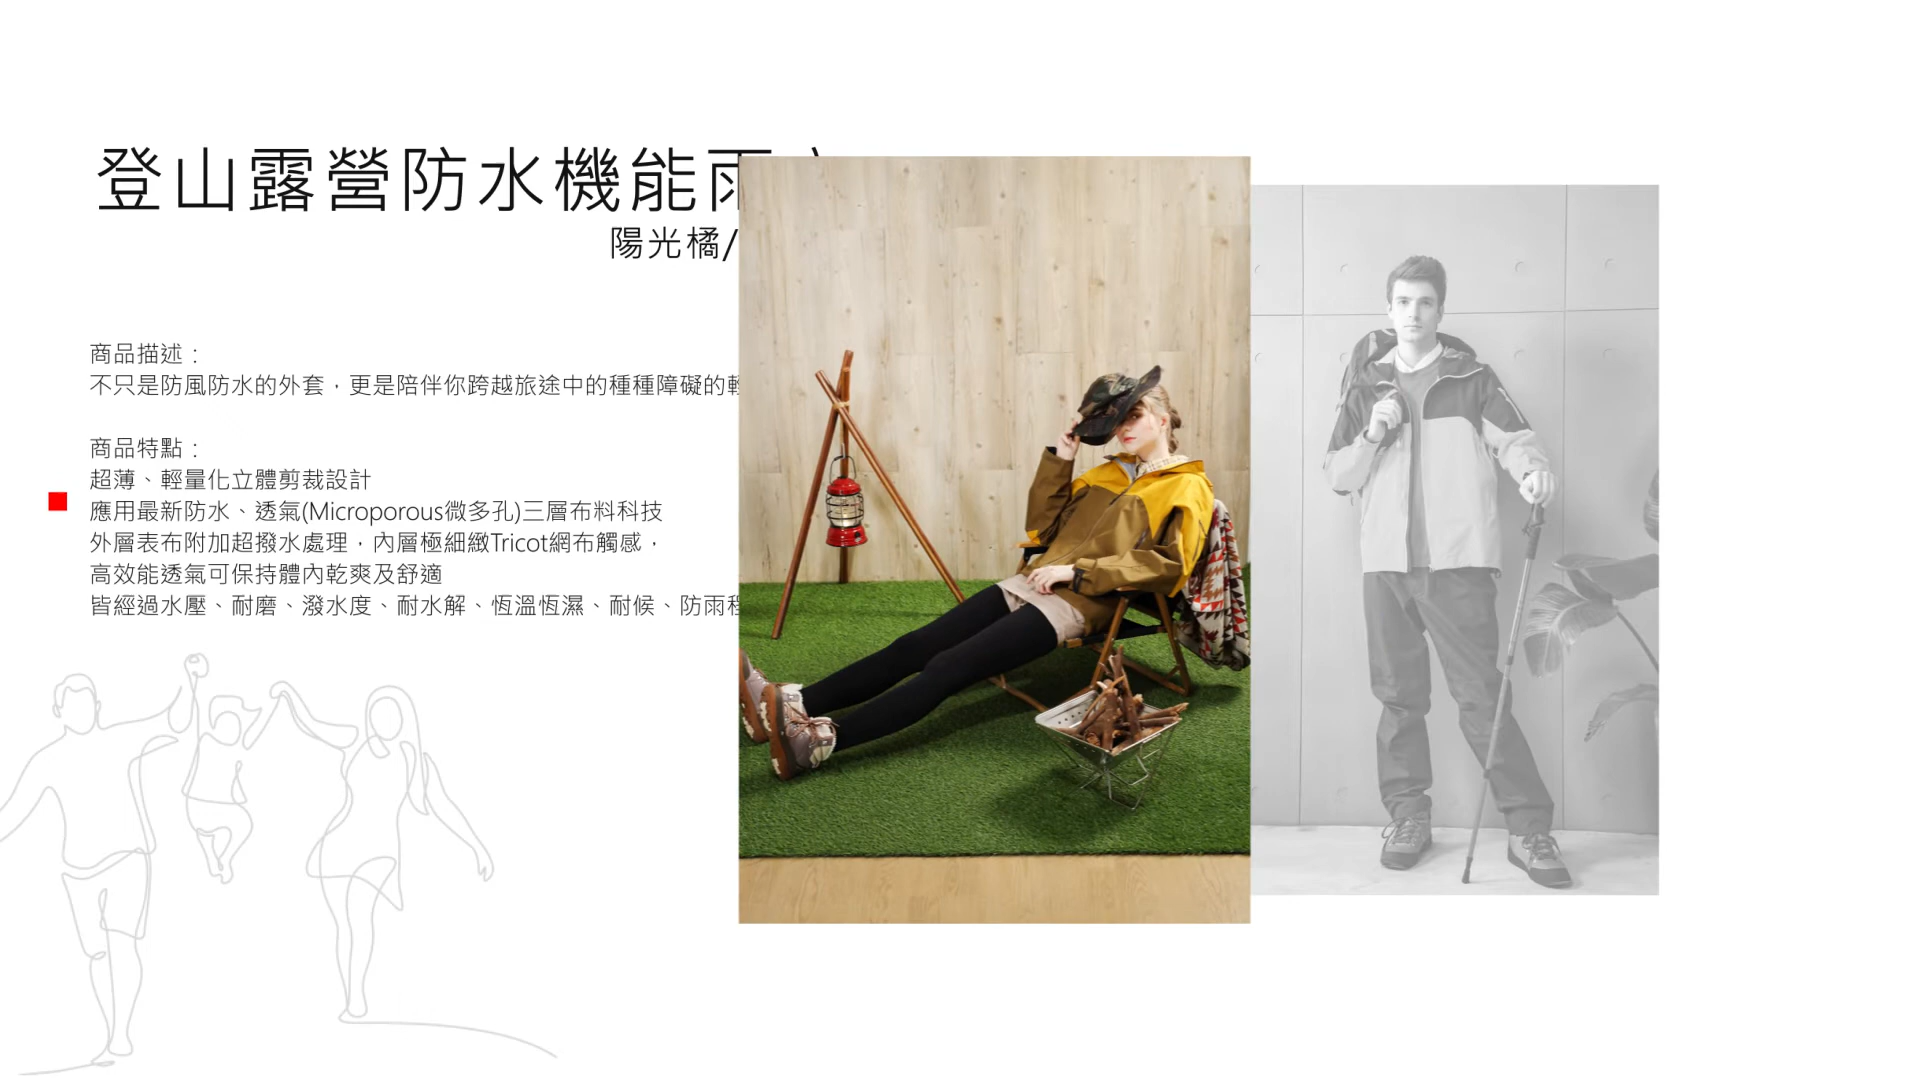 登山露營防水機能雨
陽光橘/
商品描述：
不只是防風防水的外套，更是陪伴你跨越旅途中的種種障礙的
商品特點：
超薄、輕量化立體剪裁設計
應用最新防水、透氣(Microporous微多孔)三層布料科技
外層表布附加超撥水處理，內層極細緻Tricot網布觸感，
高效能透氣可保持體內乾爽及舒適
皆經過水壓、耐磨、潑水度、耐水解、恆溫恆濕、耐候、防雨